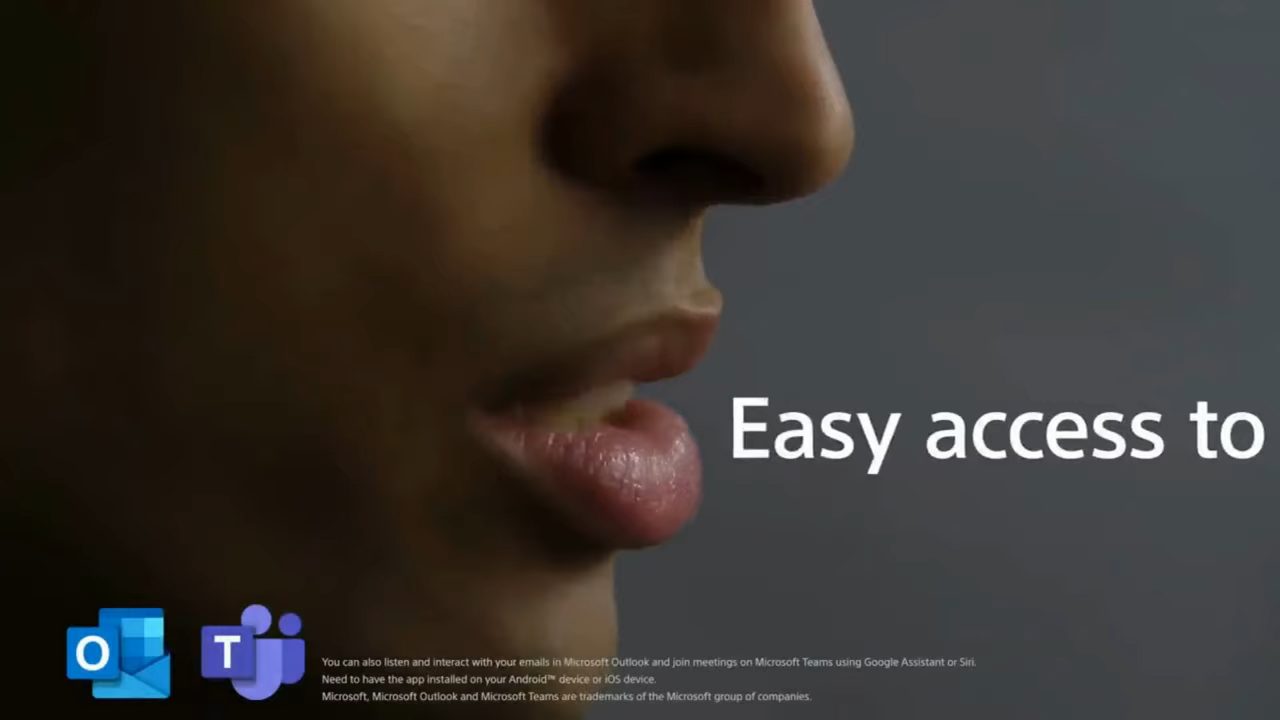 Easy access to
O
T
You can also listen and interact with your emails in Microsoft Outlook and join meetings on Microsoft Teams using Google Assistant or Siri.
Need to have the app installed on your Android™ device or iOS device.
Microsoft, Microsoft Outlook and Microsoft Teams are trademarks of the Microsoft group of companies.